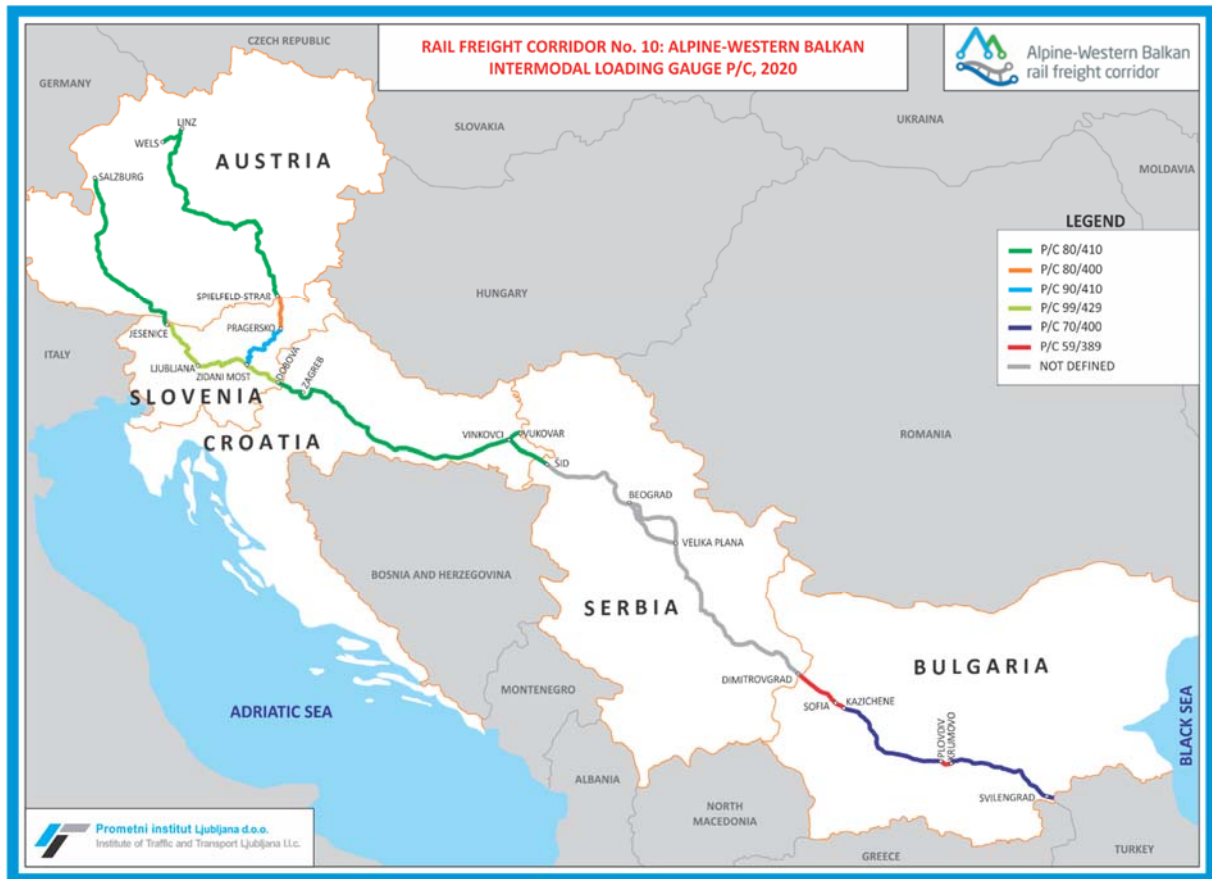 RAIL FREIGHT CORRIDOR No. 10: ALPINE-WESTERN BALKAN
INTERMODAL LOADING GAUGE P/C, 2020
Alpine-Western Balkan
rail freight corridor
CZECH REPUBLIC
GERMANY
SLOVAKIA
UKRAINE
MOLDAVIA
LINZ
WELS
AUSTRIA
SALZBURG
LEGEND
P/C 80/410
P/C 80/400
P/C 90/410
P/C 99/429
P/C 70/400
P/C 59/389
NOT DEFINED
HUNGARY
SPIELFELD-STRAß
JESENICE
PRAGERSKO
ITALY
LJUBLJANA
ZIDANI MOST
DOBOVA
ZAGREB
SLOVENIA
CROATIA
VINKOVCI
VUKOVAR
ŠID
ROMANIA
BEOGRAD
VELIKA PLANA
BOSNIA AND HERZEGOVINA
SERBIA
BULGARIA
DIMITROVGRAD
MONTENEGRO
SOFIA
KAZICHENE
ADRIATIC SEA
BLACK SEA
PLOVDIV
KRUMOVO
SVILENGRAD
ALBANIA
NORTH
MACEDONIA
GREECE
TURKEY
Prometni institut Ljubljana d.o.o.
Institute of Traffic and Transport Ljubljana l.l.c.